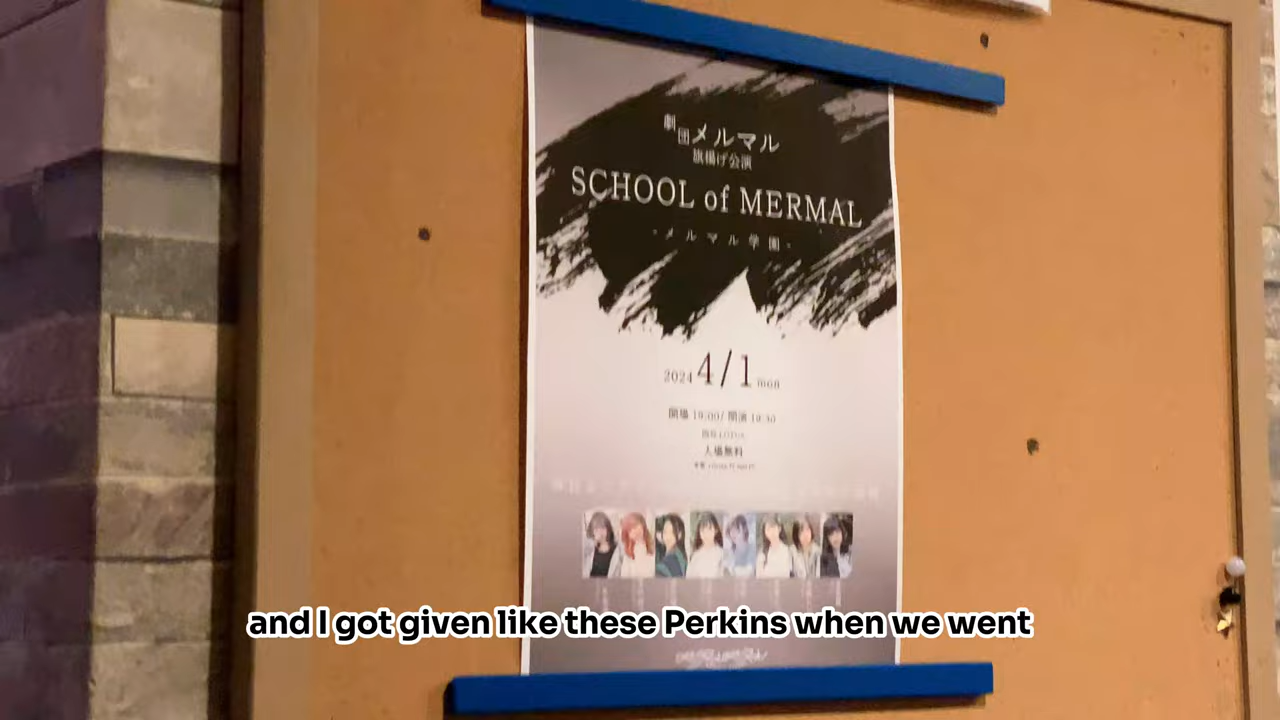 劇団メルマル
旗揚げ公演
SCHOOL of MERMAL
-メルマル学園-
2024 4/1 mon
開場 19:00/ 開演 19:30
入場無料
and I got given like these Perkins when we went